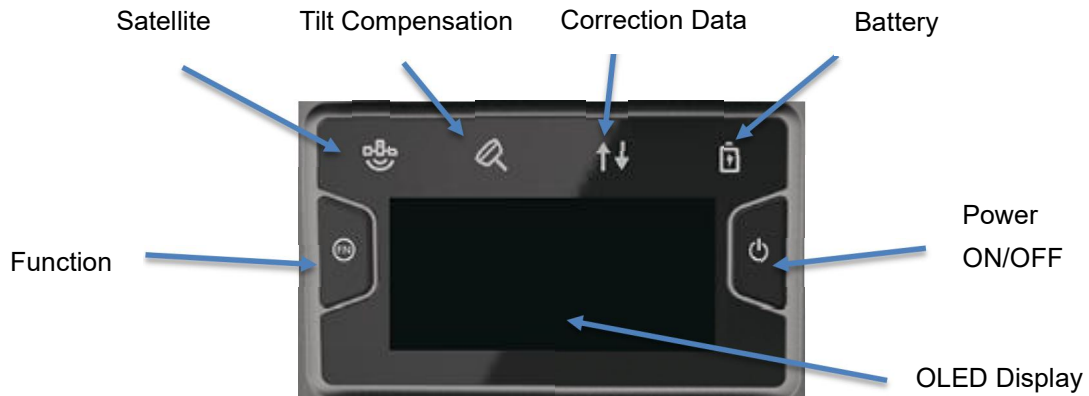 Satellite
Tilt Compensation
Correction Data
Battery
FN
Function
Power
ON/OFF
OLED Display